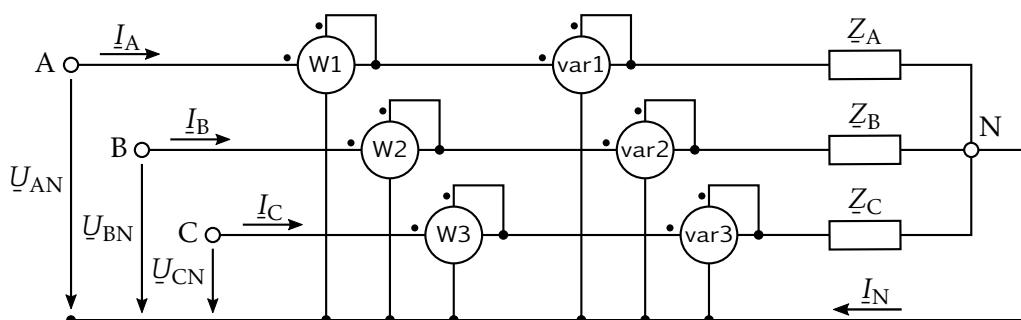 I_A
A W1 var1 Z_A
I_B
B W2 var2 Z_B N
U_AN
I_C
C W3 var3 Z_C
U_BN
U_CN
I_N